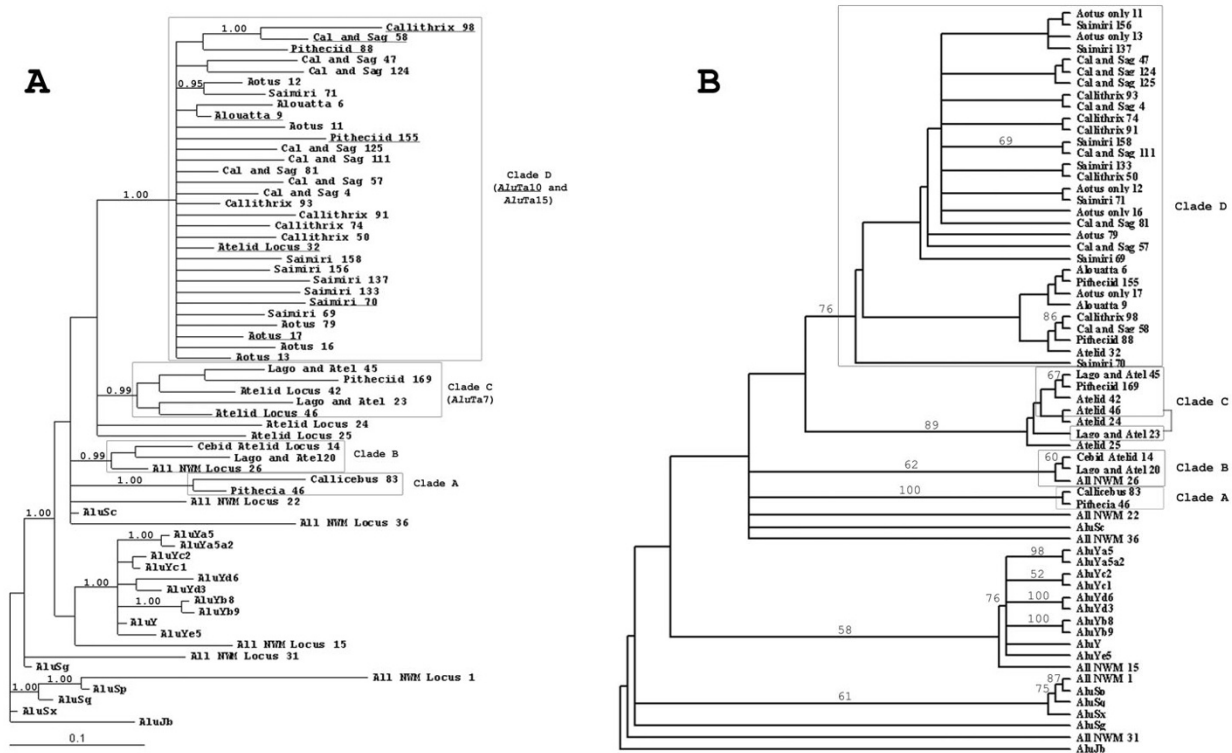 A
1.00
Callithrix 98
Cal and Sag 58
Pitheciid 88
Cal and Sag 47
Cal and Sag 124
0.95
Aotus 12
Saimiri 71
Alouatta 6
Alouatta 9
Aotus 11
Pitheciid 155
Cal and Sag 125
Cal and Sag 111
Cal and Sag 81
Cal and Sag 57
Cal and Sag 4
1.00
Callithrix 93
Callithrix 91
Callithrix 74
Callithrix 50
Atelid Locus 32
Saimiri 158
Saimiri 156
Saimiri 137
Saimiri 133
Saimiri 70
Saimiri 69
Aotus 79
Aotus 17
Aotus 16
Aotus 13
Clade D
(AluTa10 and
AluTa15)
Lago and Atel 45
Pitheciid 169
0.99
Atelid Locus 42
Lago and Atel 23
Atelid Locus 46
Clade C
(AluTa7)
Atelid Locus 24
Atelid Locus 25
Cebid Atelid Locus 14
0.99
Lago and Atel20
All NWM Locus 26
Clade B
1.00
Callicebus 83
Pithecia 46
Clade A
All NWM Locus 22
AluSc
All NWM Locus 36
1.00
AluYa5
AluYa5a2
AluYc2
AluYc1
1.00
AluYd6
AluYd3
1.00
AluYb8
AluYb9
AluY
AluYe5
All NWM Locus 15
1.00
All NWM Locus 31
AluSg
All NWM Locus 1
1.00
AluSp
1.00
AluSq
AluSx
AluJb
0.1
B
Aotus only 11
Saimiri 156
Aotus only 13
Saimiri 137
Cal and Sag 47
Cal and Sag 124
Cal and Sag 125
Callithrix 93
Cal and Sag 4
Callithrix 74
Callithrix 91
69
Saimiri 158
Cal and Sag 111
Saimiri 133
Callithrix 50
Aotus only 12
Saimiri 71
Aotus only 16
Cal and Sag 81
Aotus 79
Cal and Sag 57
Saimiri 69
Alouatta 6
Pitheciid 155
Aotus only 17
Alouatta 9
86
Callithrix 98
Cal and Sag 58
Pitheciid 88
Atelid 32
76
Saimiri 70
Clade D
67
Lago and Atel 45
Pitheciid 169
Atelid 42
Atelid 46
Atelid 24
89
Lago and Atel 23
Atelid 25
Clade C
60
Cebid Atelid 14
62
Lago and Atel 20
All NWM 26
Clade B
100
Callicebus 83
Pithecia 46
Clade A
All NWM 22
AluSc
All NWM 36
98
AluYa5
AluYa5a2
52
AluYc2
AluYc1
76
100
AluYd6
AluYd3
100
AluYb8
AluYb9
AluY
58
AluYe5
All NWM 15
87
All NWM 1
75
AluSp
61
AluSq
AluSx
AluSg
All NWM 31
AluJb